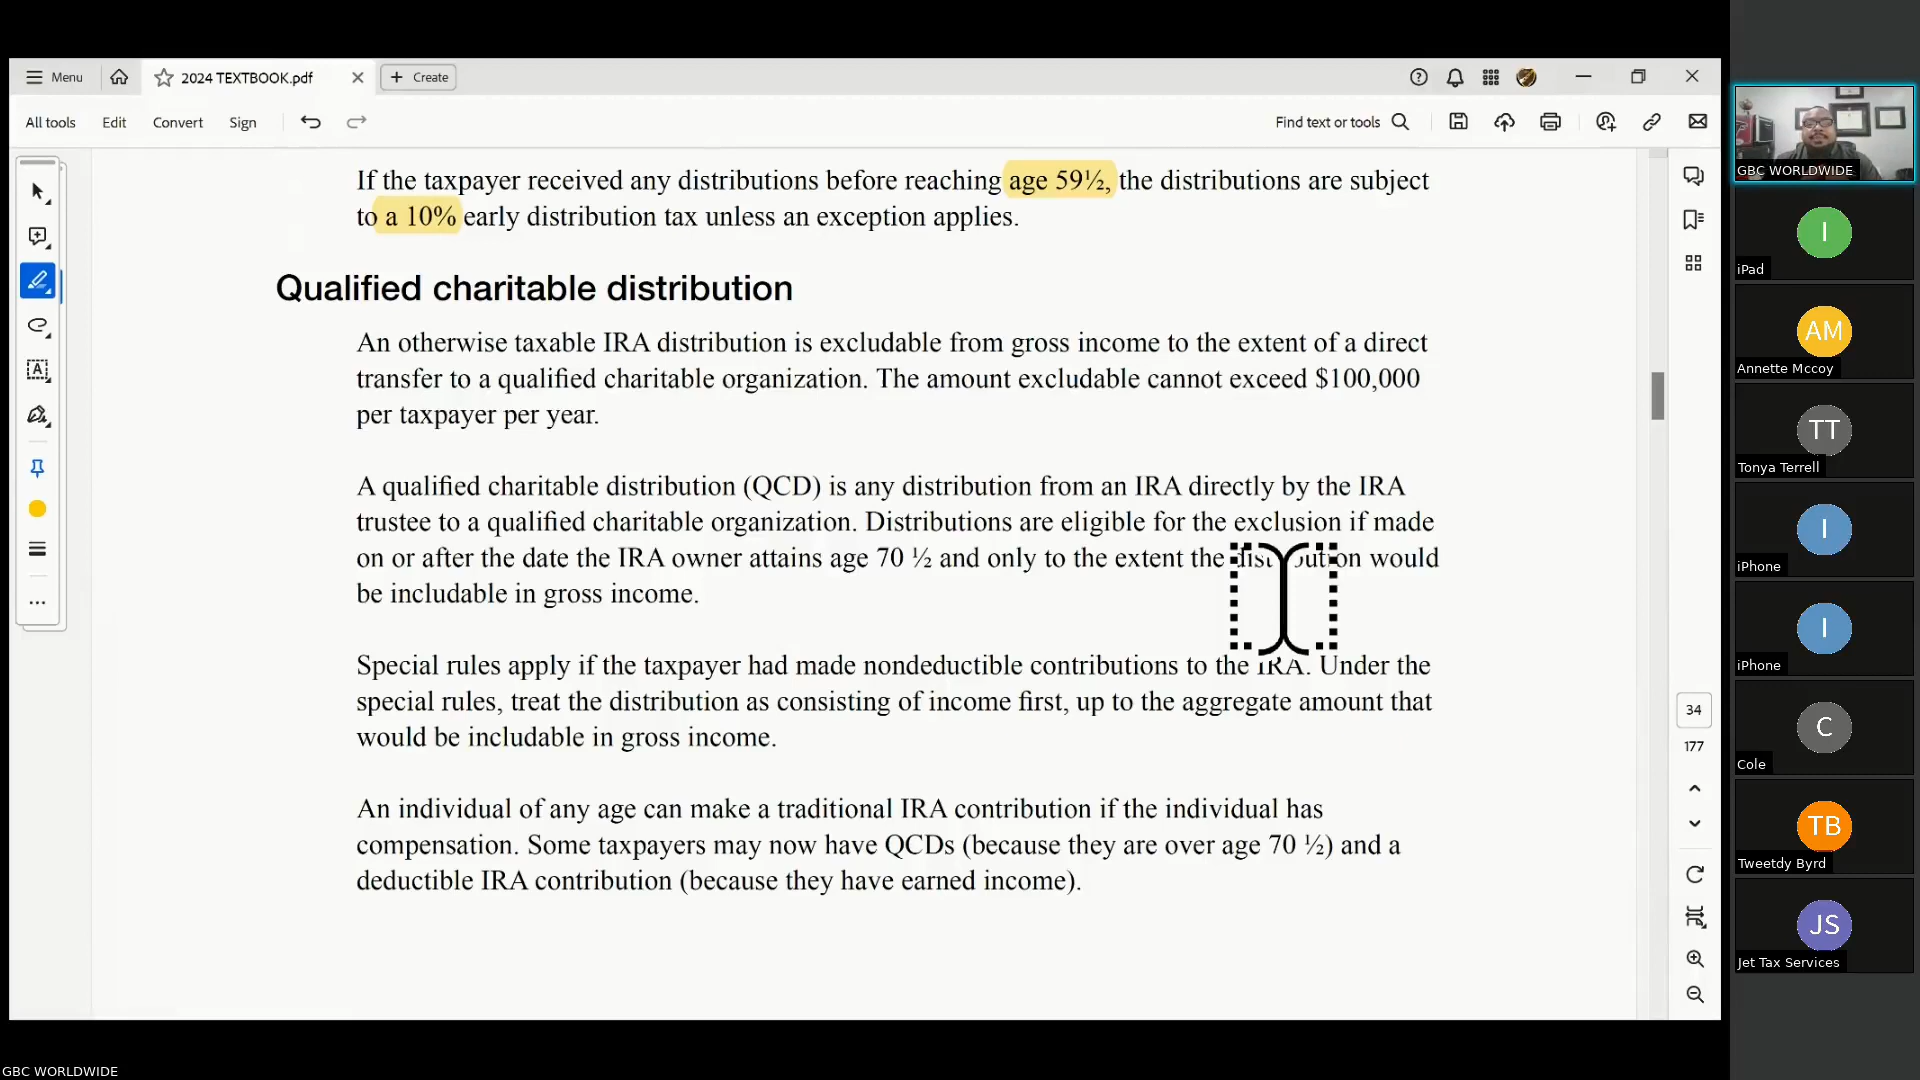 Menu
2024 TEXTBOOK.pdf
Create
All tools
Edit
Convert
Sign
Find text or tools
If the taxpayer received any distributions before reaching age 59½, the distributions are subject
to a 10% early distribution tax unless an exception applies.
Qualified charitable distribution
An otherwise taxable IRA distribution is excludable from gross income to the extent of a direct
transfer to a qualified charitable organization. The amount excludable cannot exceed $100,000
per taxpayer per year.
A qualified charitable distribution (QCD) is any distribution from an IRA directly by the IRA
trustee to a qualified charitable organization. Distributions are eligible for the exclusion if made
on or after the date the IRA owner attains age 70 ½ and only to the extent the distribution would
be includable in gross income.
Special rules apply if the taxpayer had made nondeductible contributions to the IRA. Under the
special rules, treat the distribution as consisting of income first, up to the aggregate amount that
would be includable in gross income.
An individual of any age can make a traditional IRA contribution if the individual has
compensation. Some taxpayers may now have QCDs (because they are over age 70 ½) and a
deductible IRA contribution (because they have earned income).
34
177
GBC WORLDWIDE
I
iPad
AM
Annette Mccoy
TT
Tonya Terrell
I
iPhone
I
iPhone
C
Cole
TB
Tweetdy Byrd
JS
Jet Tax Services
GBC WORLDWIDE